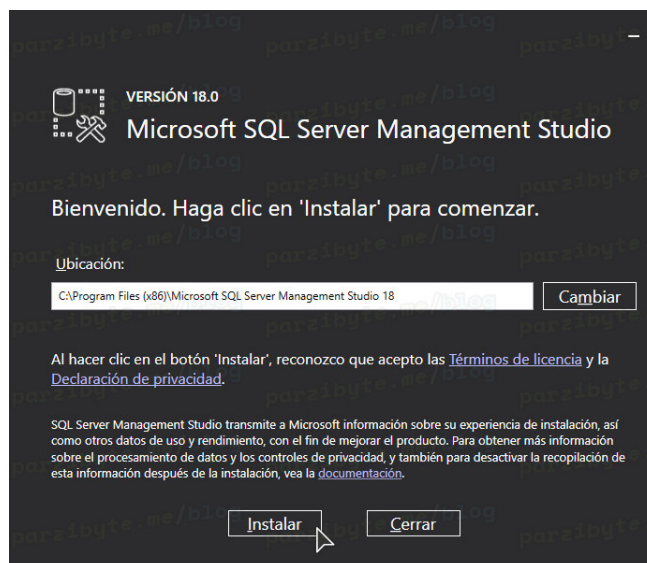 VERSIÓN 18.0
Microsoft SQL Server Management Studio
Bienvenido. Haga clic en 'Instalar' para comenzar.
Ubicación:
C:\Program Files (x86)\Microsoft SQL Server Management Studio 18
Cambiar
Al hacer clic en el botón 'Instalar', reconozco que acepto las Términos de licencia y la
Declaración de privacidad.
SQL Server Management Studio transmite a Microsoft información sobre su experiencia de instalación, así
como otros datos de uso y rendimiento, con el fin de mejorar el producto. Para obtener más información
sobre el procesamiento de datos y los controles de privacidad, y también para desactivar la recopilación de
esta información después de la instalación, vea la documentación.
Instalar
Cerrar
parzibyte.me/blog